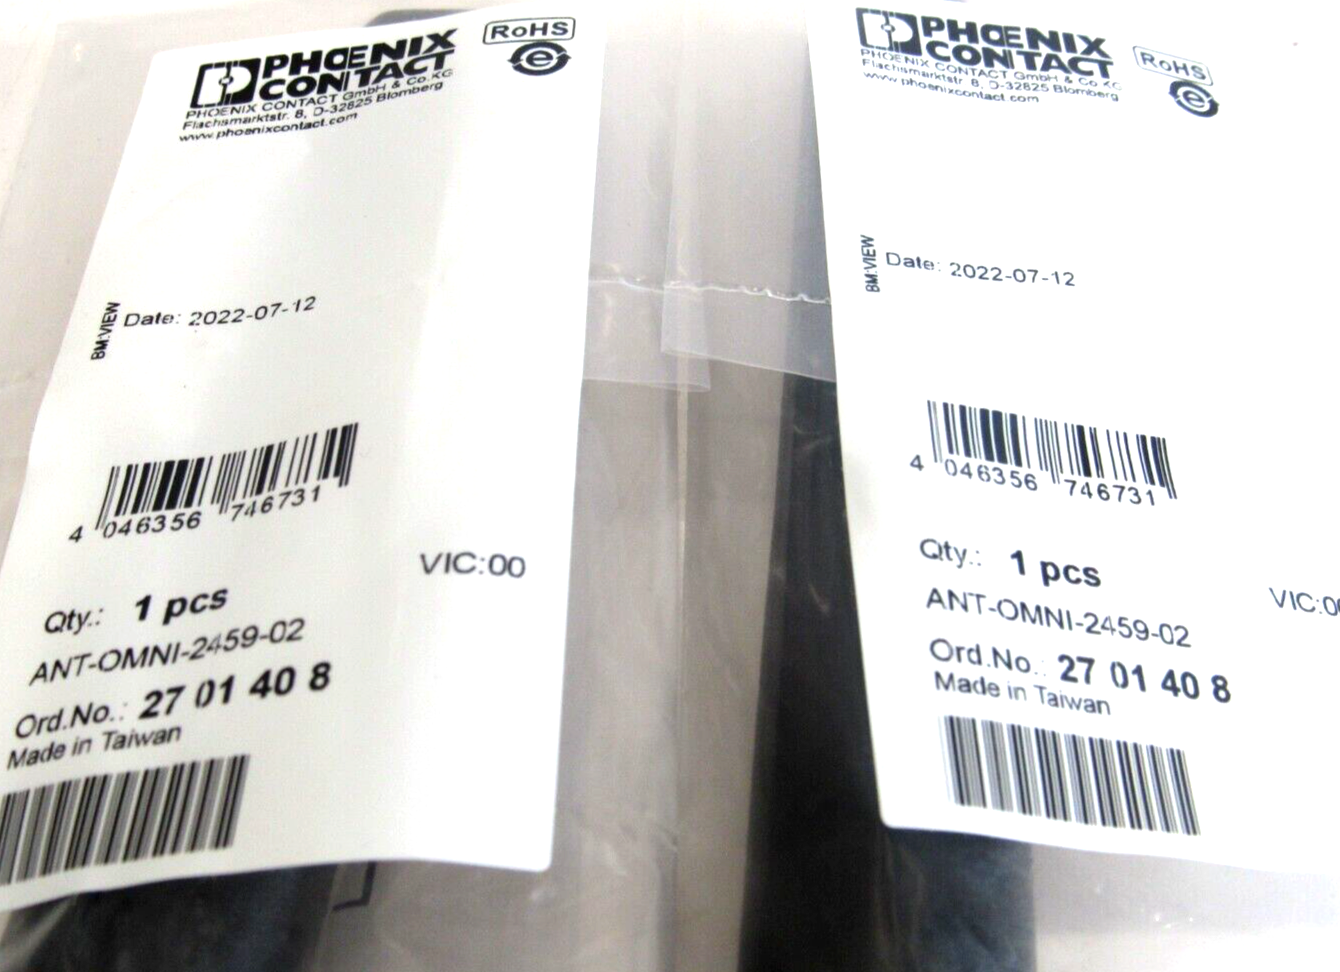 PHOENIX
CONTACT
PHOENIX CONTACT GmbH & Co.KG
Flachsmarktstr. 8, D-32825 Blomberg
www.phoenixcontact.com
RoHS
e
BM:VIEW
Date: 2022-07-12
4 046356 746731
VIC:00
Qty.: 1 pcs
ANT-OMNI-2459-02
Ord.No.: 27 01 40 8
Made in Taiwan
PHOENIX
CONTACT
PHOENIX CONTACT GmbH & Co KG
Flachsmarktstr 8, D-32825 Blomberg
www.phoenixcontact.com
RoHS
e
BM:VIEW
Date: 2022-07-12
4 046356 746731
Qty.: 1 pcs
VIC:0
ANT-OMNI-2459-02
Ord.No.: 27 01 40 8
Made in Taiwan